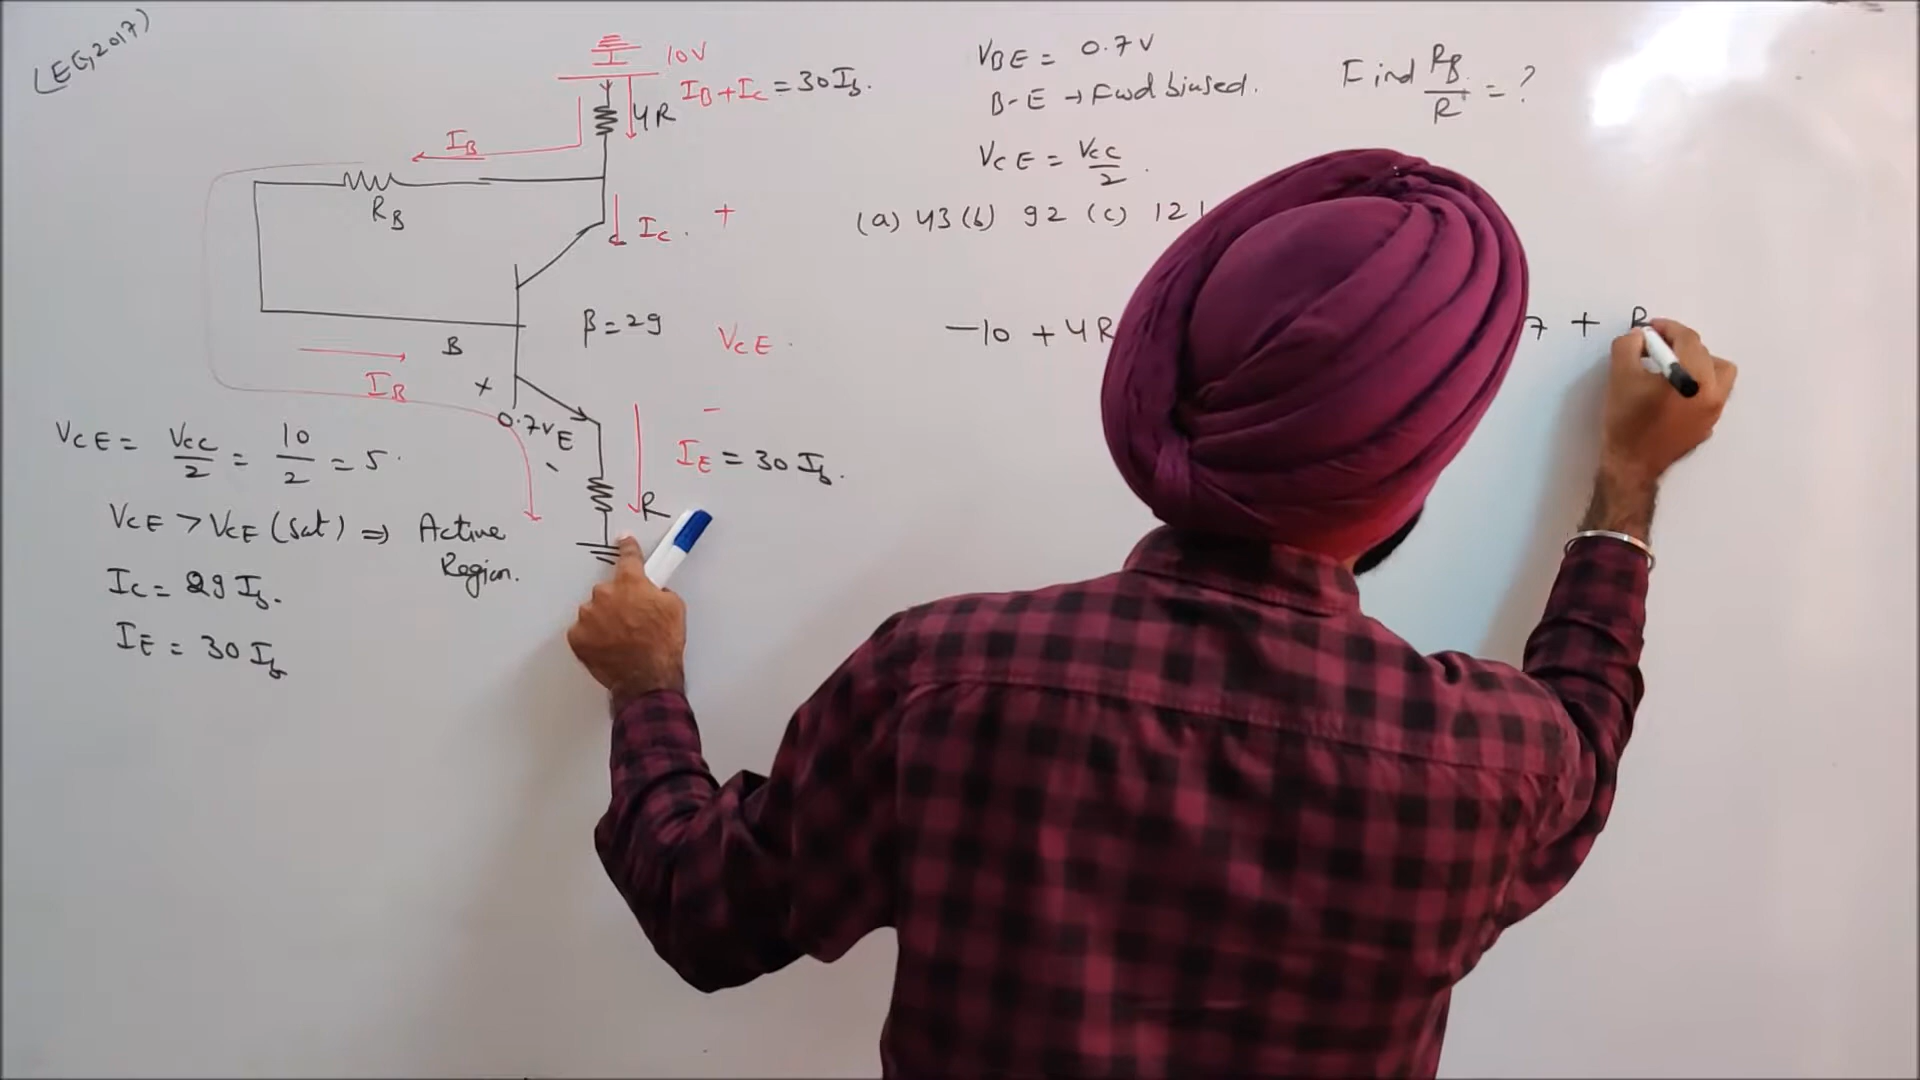 (EG, 2017)
10V
IB + Ic = 30 Ib.
4R
IB
RB
Ic.
+
β = 29
VCE.
B
IB
+
0.7V
E
-
-
IE = 30 Ib.
R
VCE = Vcc/2 = 10/2 = 5.
VCE > VCE (Sat) ⇒ Active Region.
Ic = 29 Ib.
IE = 30 Ib
VBE = 0.7V
B-E → Fwd biased.
VCE = Vcc/2.
Find RB/R = ?
(a) 43 (b) 92 (c) 121
-10 + 4R
7 + R